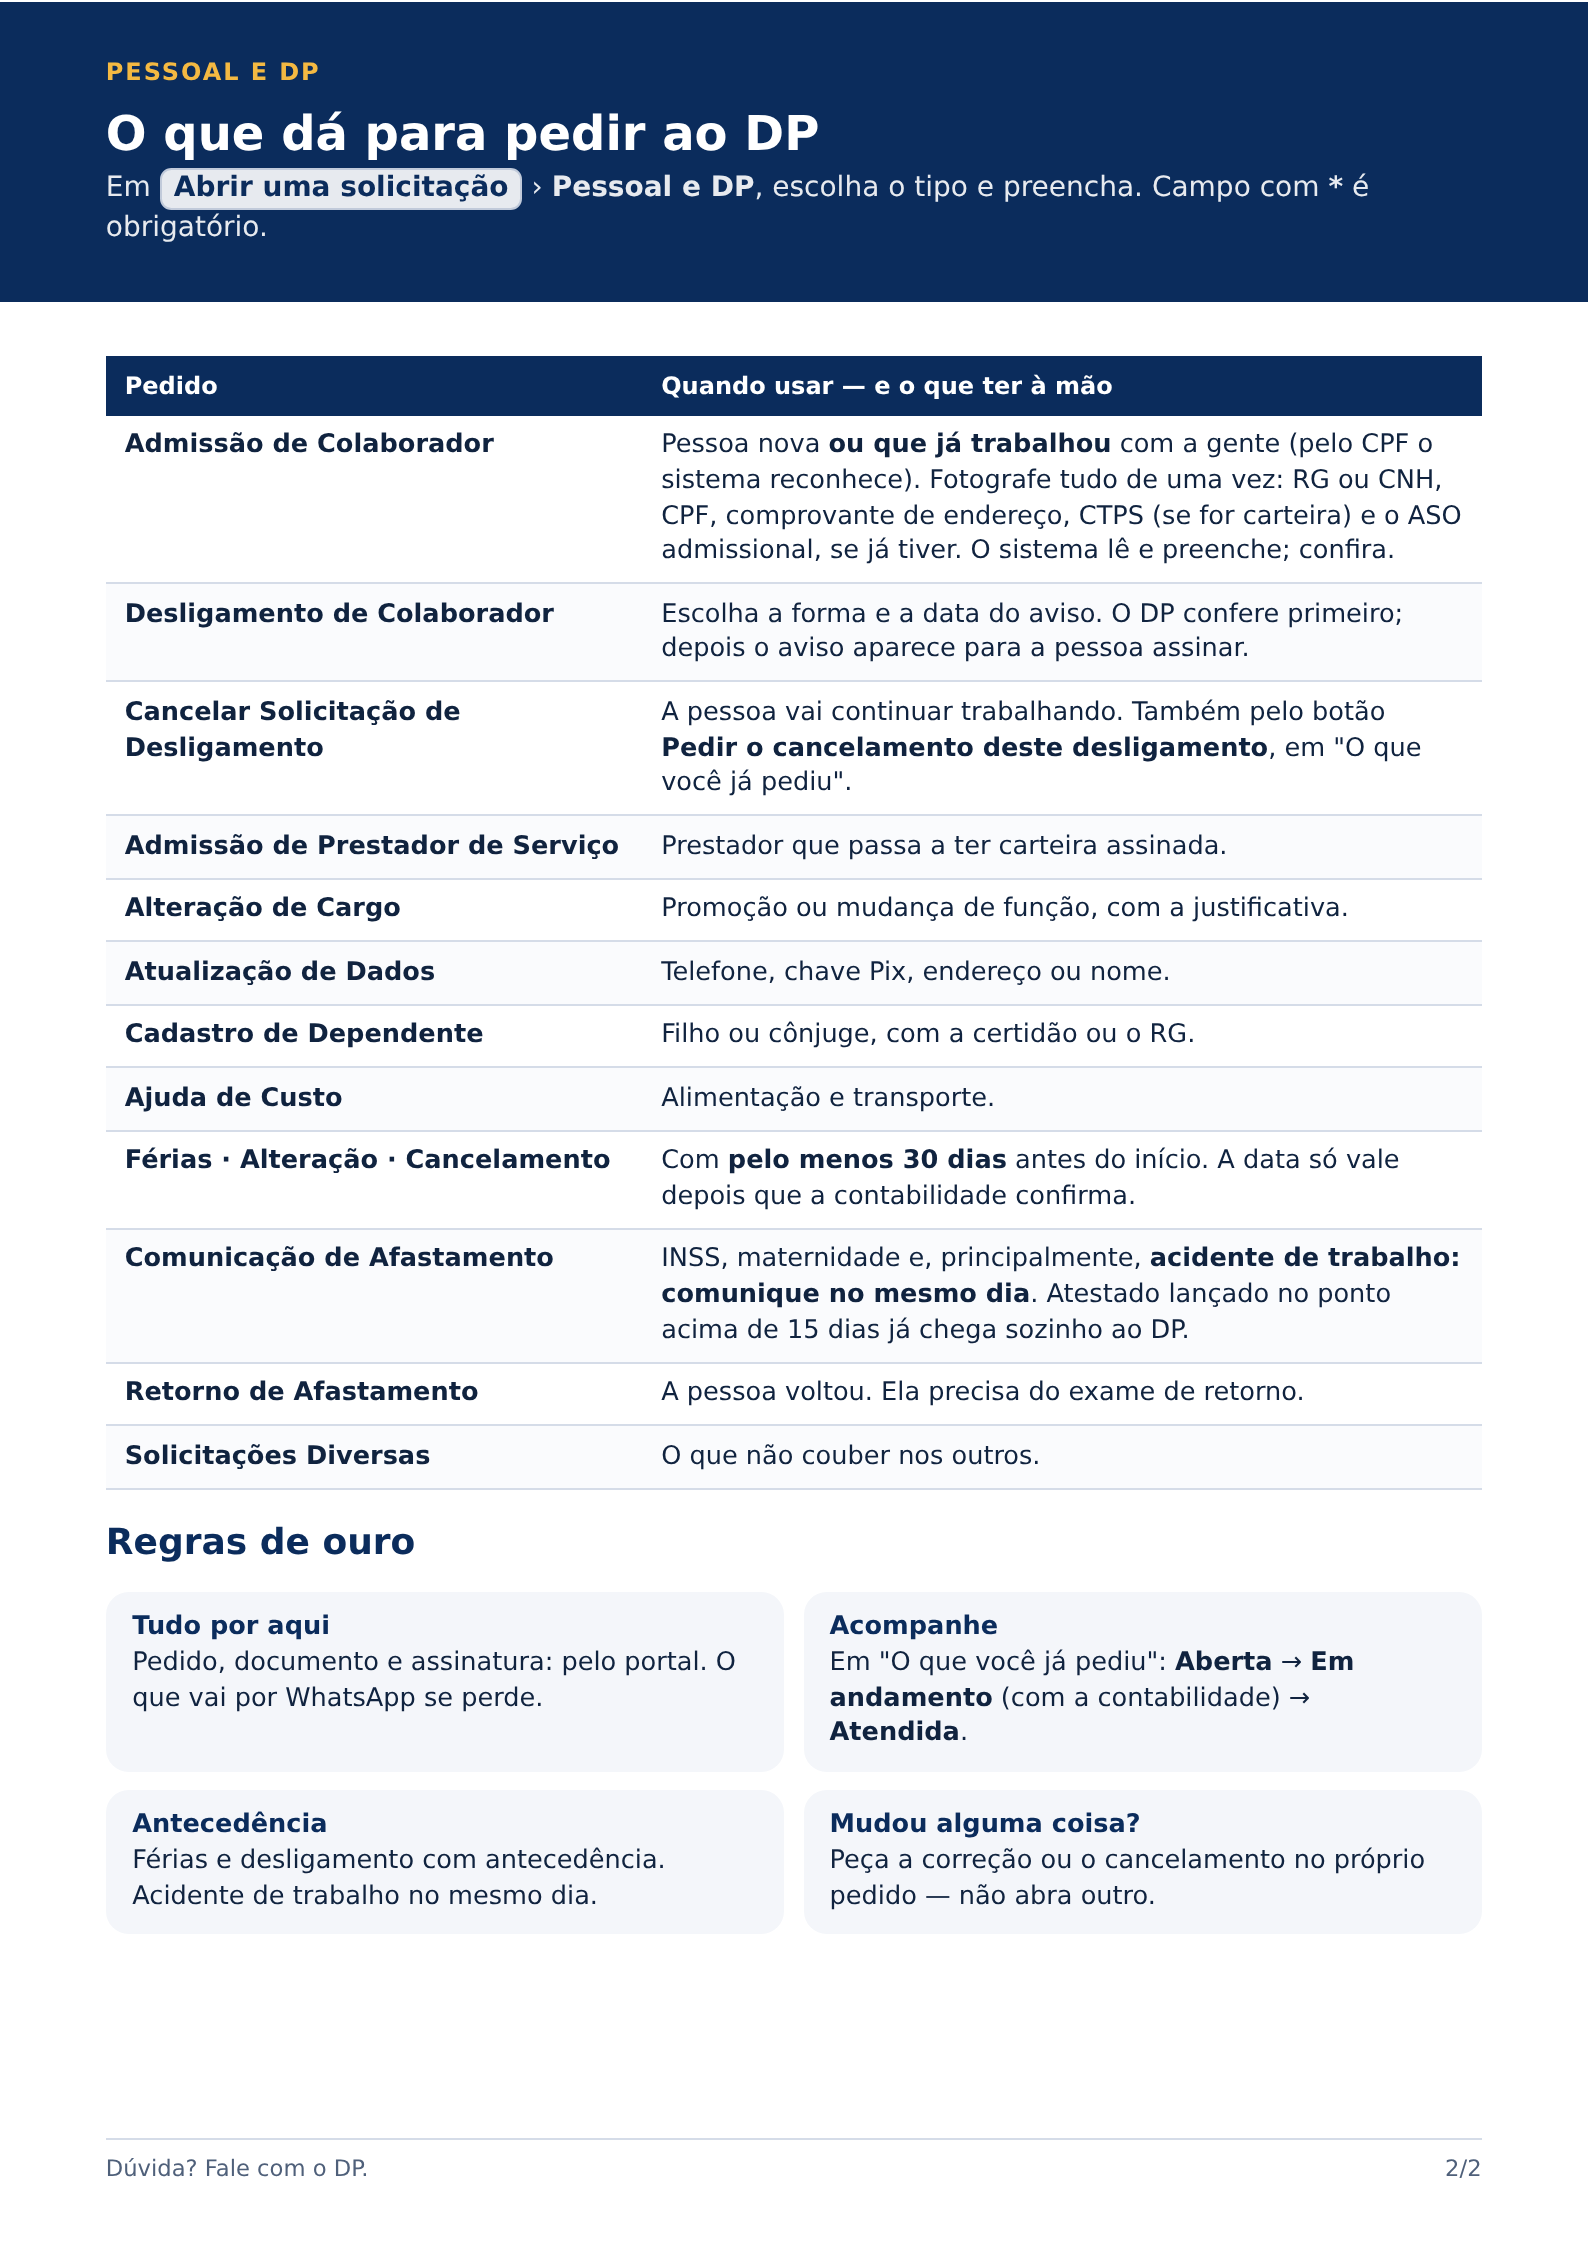 PESSOAL E DP
O que dá para pedir ao DP
Em Abrir uma solicitação › Pessoal e DP, escolha o tipo e preencha. Campo com * é
obrigatório.
Pedido
Quando usar — e o que ter à mão
Admissão de Colaborador
Pessoa nova ou que já trabalhou com a gente (pelo CPF o
sistema reconhece). Fotografe tudo de uma vez: RG ou CNH,
CPF, comprovante de endereço, CTPS (se for carteira) e o ASO
admissional, se já tiver. O sistema lê e preenche; confira.
Desligamento de Colaborador
Escolha a forma e a data do aviso. O DP confere primeiro;
depois o aviso aparece para a pessoa assinar.
Cancelar Solicitação de
Desligamento
A pessoa vai continuar trabalhando. Também pelo botão
Pedir o cancelamento deste desligamento, em "O que
você já pediu".
Admissão de Prestador de Serviço
Prestador que passa a ter carteira assinada.
Alteração de Cargo
Promoção ou mudança de função, com a justificativa.
Atualização de Dados
Telefone, chave Pix, endereço ou nome.
Cadastro de Dependente
Filho ou cônjuge, com a certidão ou o RG.
Ajuda de Custo
Alimentação e transporte.
Férias · Alteração · Cancelamento
Com pelo menos 30 dias antes do início. A data só vale
depois que a contabilidade confirma.
Comunicação de Afastamento
INSS, maternidade e, principalmente, acidente de trabalho:
comunique no mesmo dia. Atestado lançado no ponto
acima de 15 dias já chega sozinho ao DP.
Retorno de Afastamento
A pessoa voltou. Ela precisa do exame de retorno.
Solicitações Diversas
O que não couber nos outros.
Regras de ouro
Tudo por aqui
Pedido, documento e assinatura: pelo portal. O
que vai por WhatsApp se perde.
Acompanhe
Em "O que você já pediu": Aberta → Em
andamento (com a contabilidade) →
Atendida.
Antecedência
Férias e desligamento com antecedência.
Acidente de trabalho no mesmo dia.
Mudou alguma coisa?
Peça a correção ou o cancelamento no próprio
pedido — não abra outro.
Dúvida? Fale com o DP.
2/2